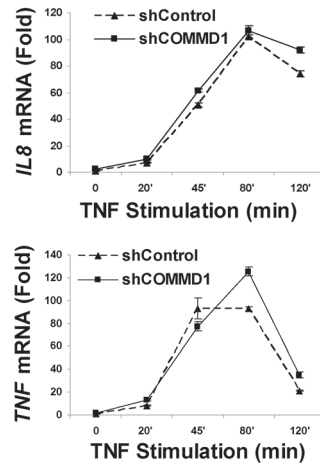 IL8 mRNA (Fold)
120
100
80
60
40
20
0
shControl
shCOMMD1
0 20' 45' 80' 120'
TNF Stimulation (min)
TNF mRNA (Fold)
140
120
100
80
60
40
20
0
shControl
shCOMMD1
0 20' 45' 80' 120'
TNF Stimulation (min)